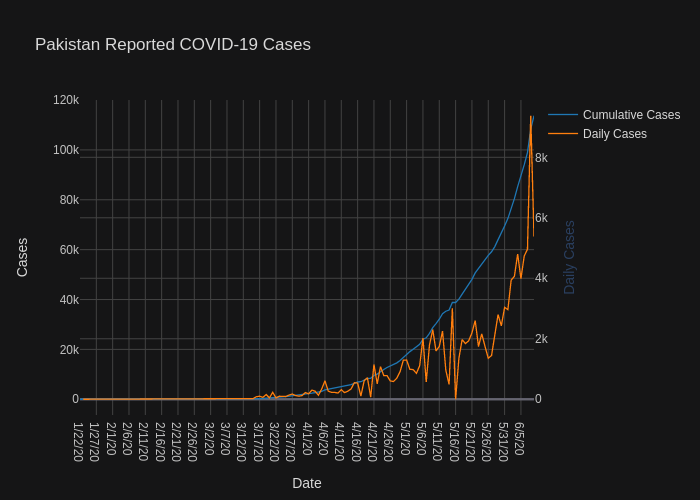 Pakistan Reported COVID-19 Cases
120k
100k
80k
60k
40k
20k
0
8k
6k
4k
2k
0
Cumulative Cases
Daily Cases
Cases
Daily Cases
1/22/20
1/27/20
2/1/20
2/6/20
2/11/20
2/16/20
2/21/20
2/26/20
3/2/20
3/7/20
3/12/20
3/17/20
3/22/20
3/27/20
4/1/20
4/6/20
4/11/20
4/16/20
4/21/20
4/26/20
5/1/20
5/6/20
5/11/20
5/16/20
5/21/20
5/26/20
5/31/20
6/5/20
Date